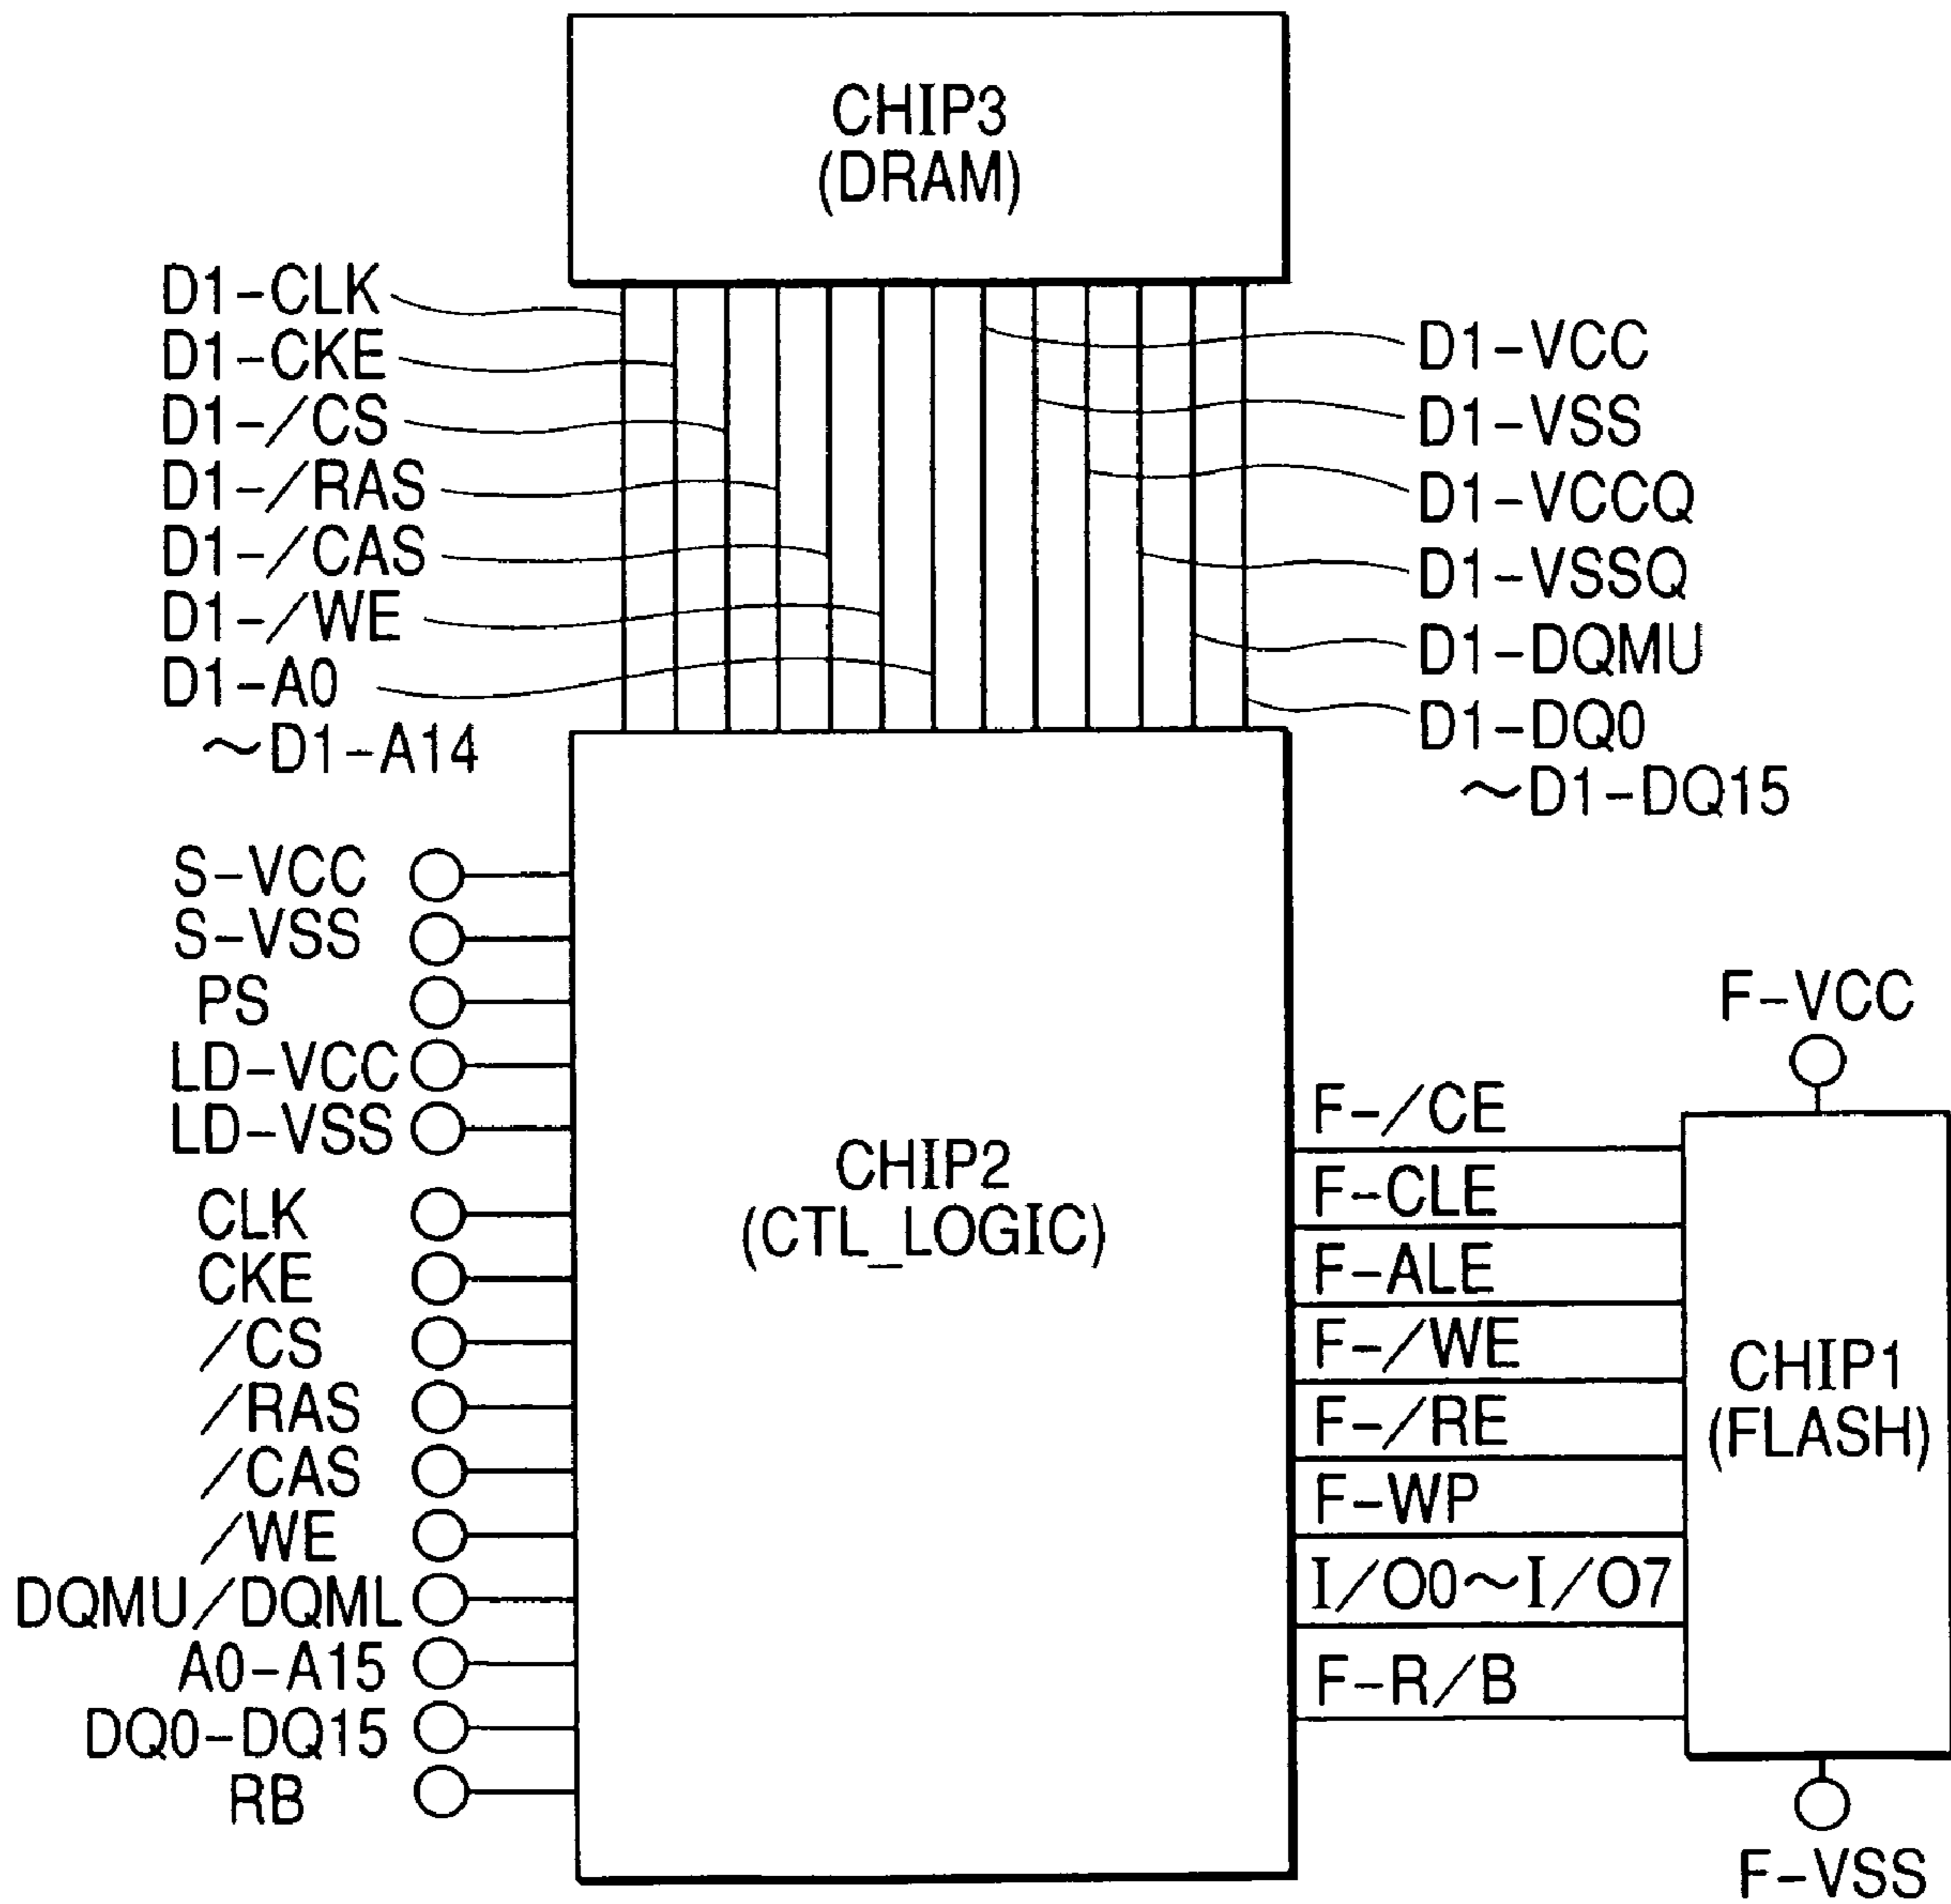 CHIP3
(DRAM)
D1-CLK
D1-CKE
D1-/CS
D1-/RAS
D1-/CAS
D1-/WE
D1-A0
~D1-A14
D1-VCC
D1-VSS
D1-VCCQ
D1-VSSQ
D1-DQMU
D1-DQ0
~D1-DQ15
S-VCC
S-VSS
PS
LD-VCC
LD-VSS
CLK
CKE
/CS
/RAS
/CAS
/WE
DQMU/DQML
A0-A15
DQ0-DQ15
RB
CHIP2
(CTL_LOGIC)
F-/CE
F-CLE
F-ALE
F-/WE
F-/RE
F-WP
I/O0~I/O7
F-R/B
F-VCC
CHIP1
(FLASH)
F-VSS